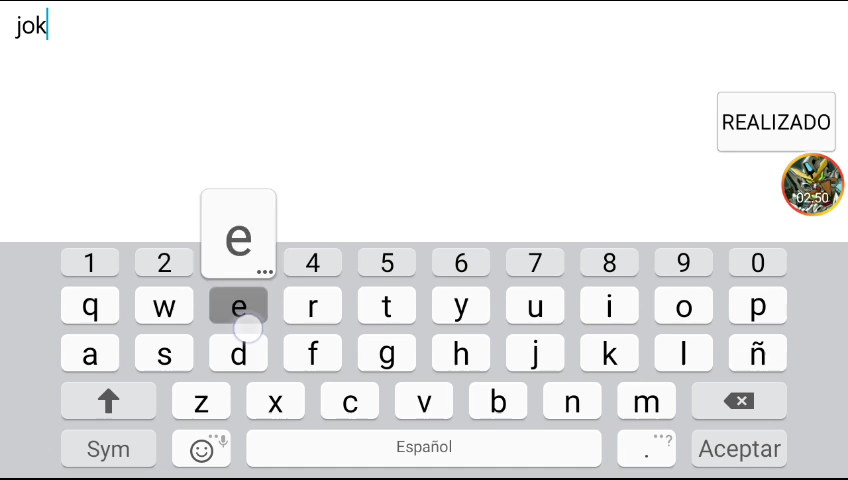 jok
REALIZADO
02:50
e
...
1 2 4 5 6 7 8 9 0
q w e r t y u i o p
a s d f g h j k l ñ
z x c v b n m
Sym Español . ...? Aceptar